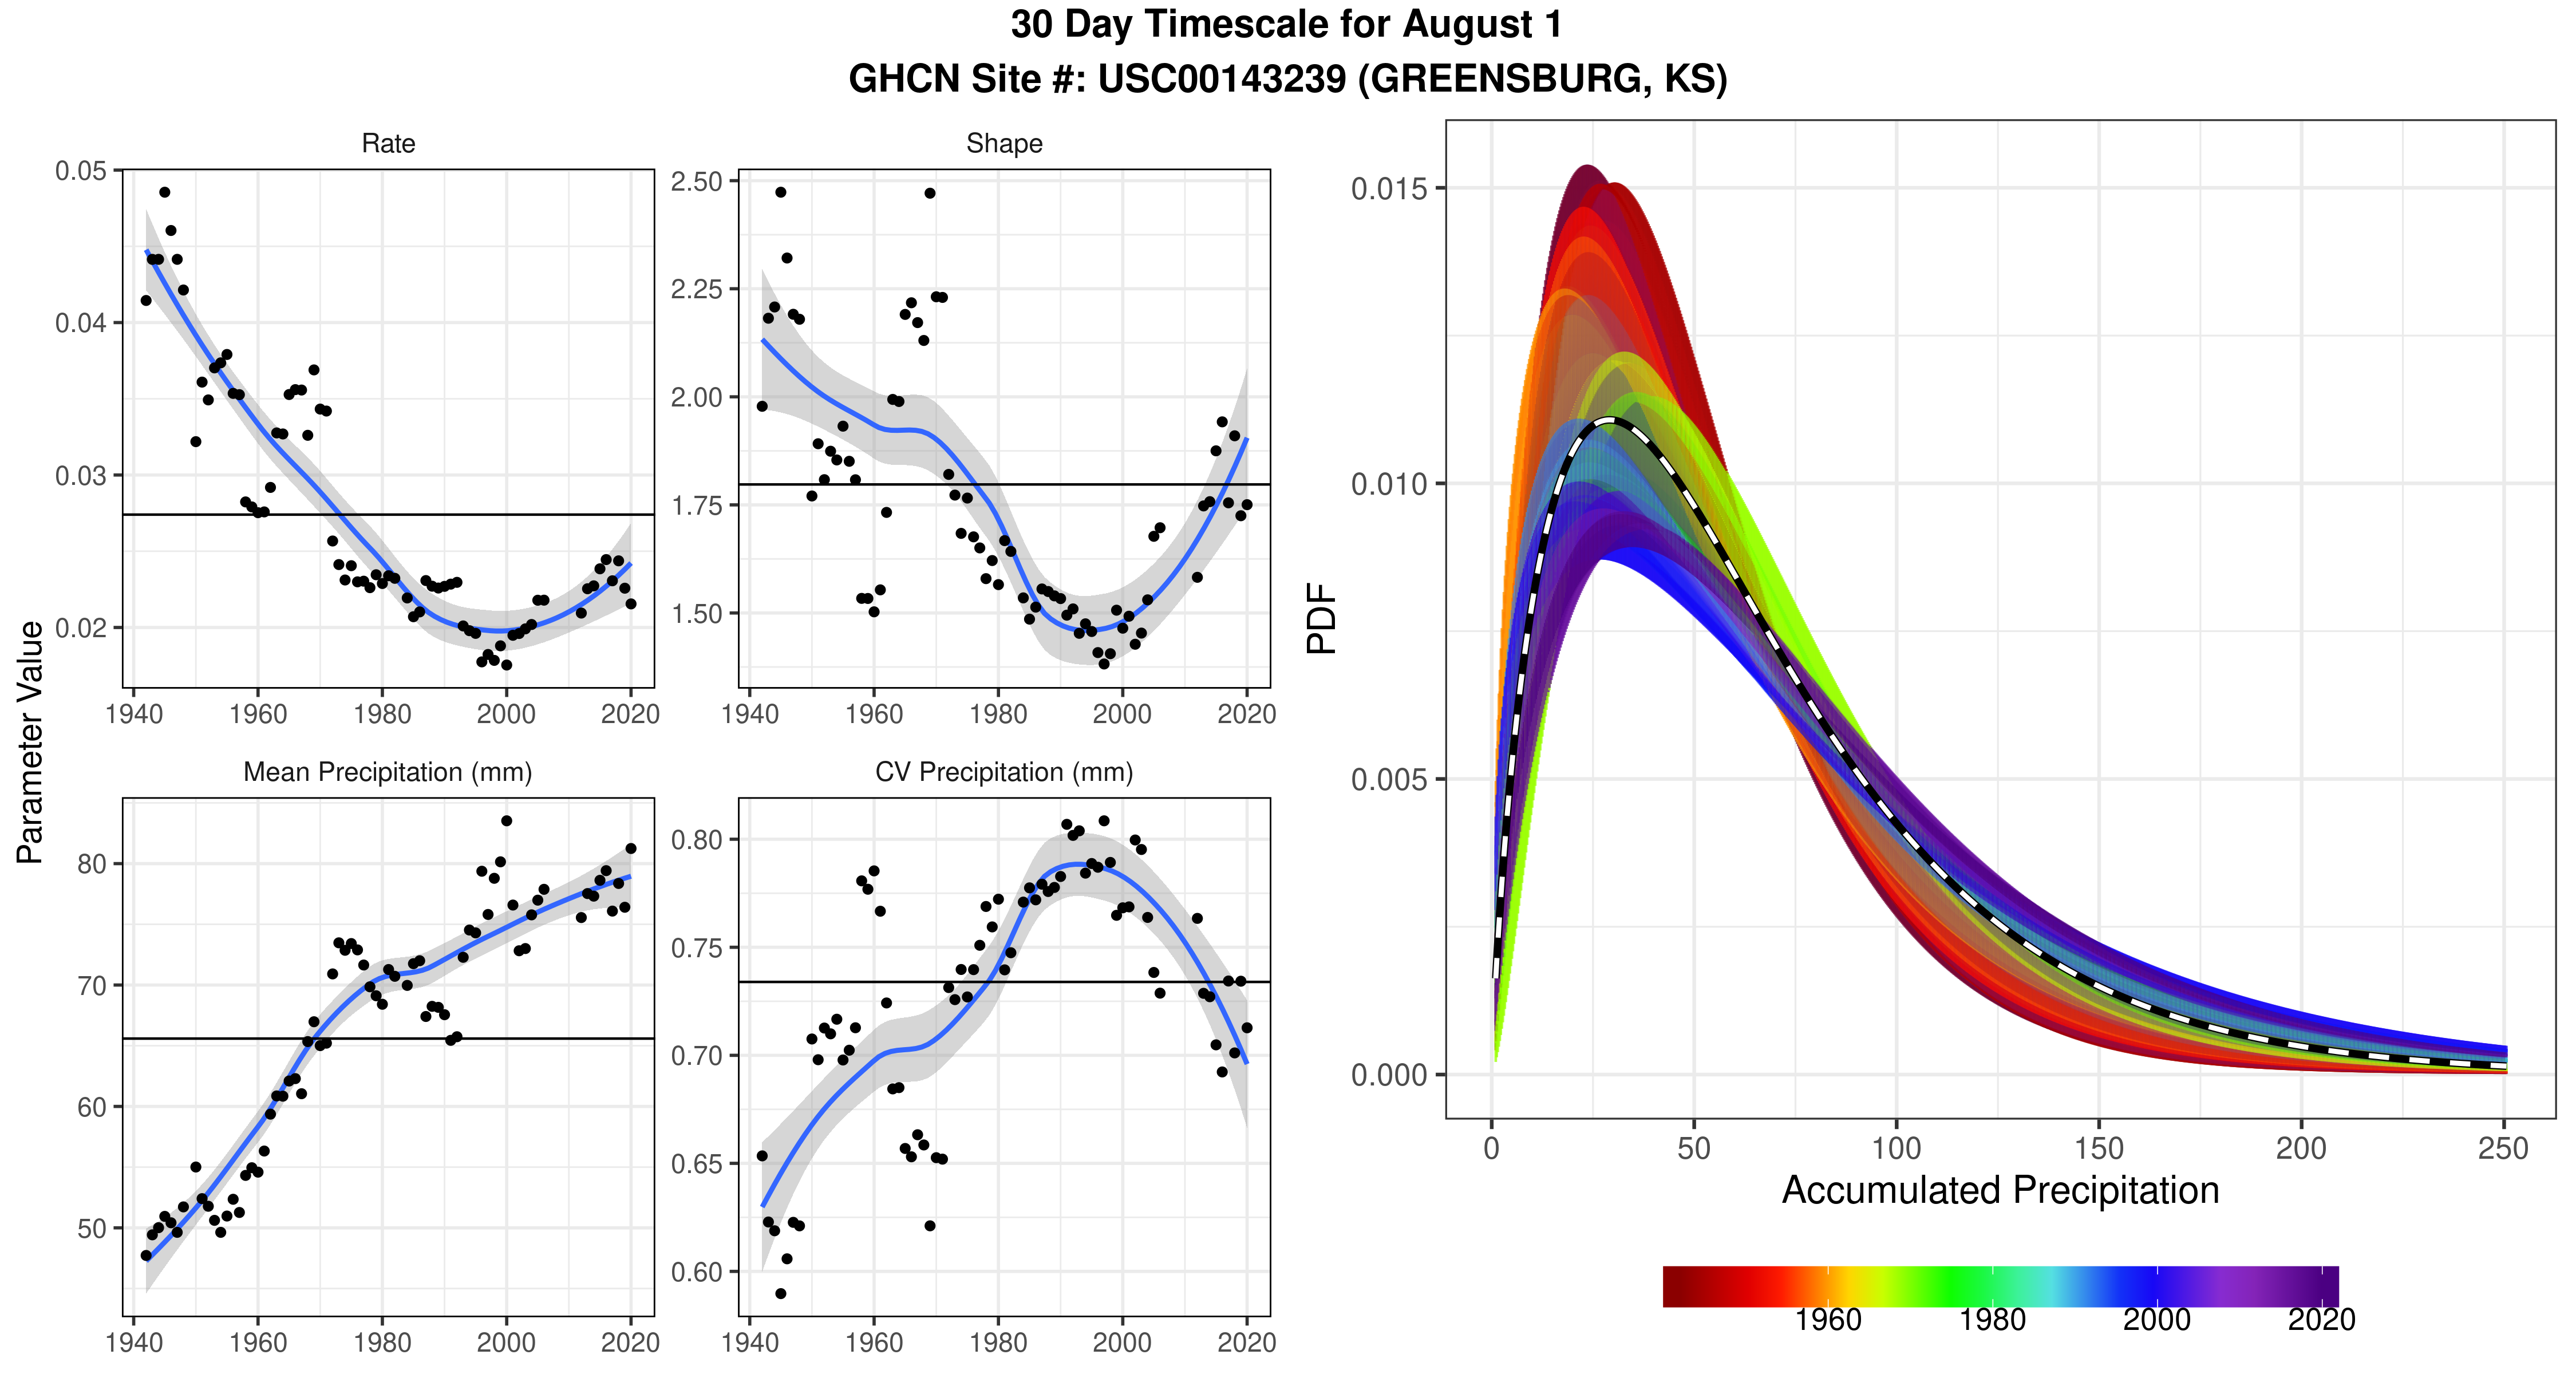 30 Day Timescale for August 1
GHCN Site #: USC00143239 (GREENSBURG, KS)
Parameter Value
Rate
0.05
0.04
0.03
0.02
1940 1960 1980 2000 2020
Shape
2.50
2.25
2.00
1.75
1.50
1940 1960 1980 2000 2020
Mean Precipitation (mm)
80
70
60
50
1940 1960 1980 2000 2020
CV Precipitation (mm)
0.80
0.75
0.70
0.65
0.60
1940 1960 1980 2000 2020
PDF
0.015
0.010
0.005
0.000
0 50 100 150 200 250
Accumulated Precipitation
1960 1980 2000 2020